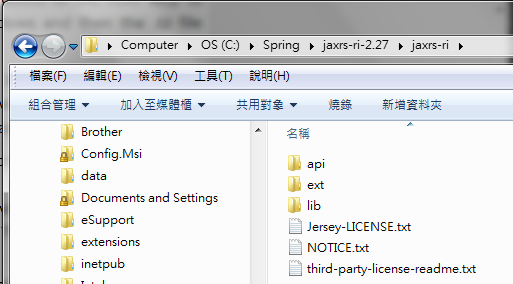 Computer ▸ OS (C:) ▸ Spring ▸ jaxrs-ri-2.27 ▸ jaxrs-ri ▸
檔案(F) 編輯(E) 檢視(V) 工具(T) 說明(H)
組合管理 加入至媒體櫃 共用對象 燒錄 新增資料夾
Brother
Config.Msi
data
Documents and Settings
eSupport
extensions
inetpub
名稱
api
ext
lib
Jersey-LICENSE.txt
NOTICE.txt
third-party-license-readme.txt